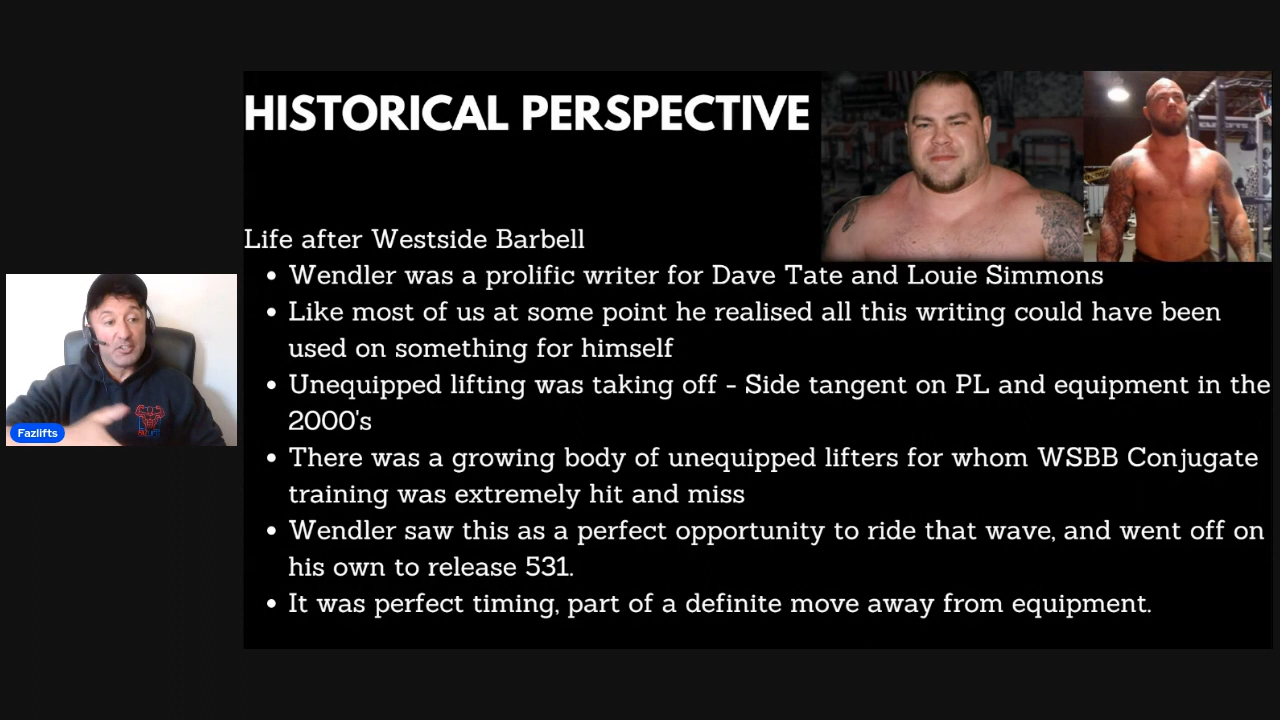 HISTORICAL PERSPECTIVE
Life after Westside Barbell
• Wendler was a prolific writer for Dave Tate and Louie Simmons
• Like most of us at some point he realised all this writing could have been
used on something for himself
• Unequipped lifting was taking off - Side tangent on PL and equipment in the
2000's
• There was a growing body of unequipped lifters for whom WSBB Conjugate
training was extremely hit and miss
• Wendler saw this as a perfect opportunity to ride that wave, and went off on
his own to release 531.
• It was perfect timing, part of a definite move away from equipment.
Fazlifts